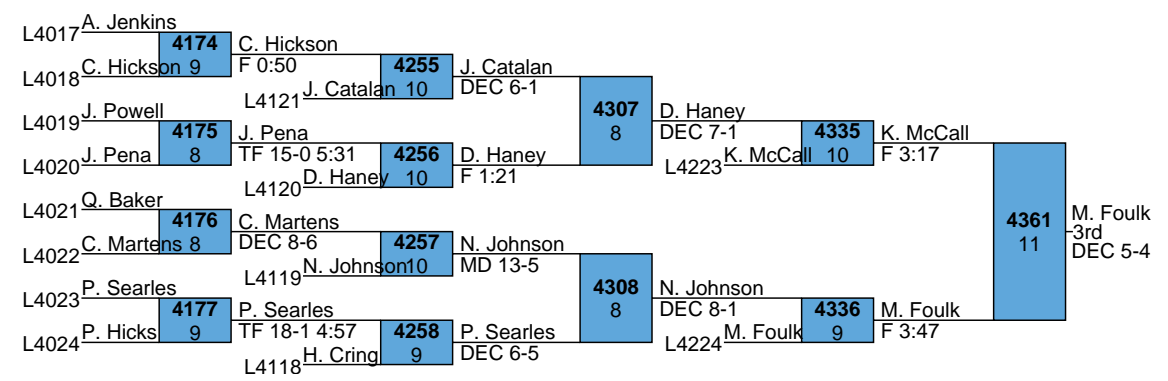 L4017 A. Jenkins
4174
L4018 C. Hickson 9
C. Hickson
F 0:50
4255
L4121 J. Catalan 10
J. Catalan
DEC 6-1
L4019 J. Powell
4175
L4020 J. Pena 8
J. Pena
TF 15-0 5:31
4256
L4120 D. Haney 10
D. Haney
F 1:21
4307
8
D. Haney
DEC 7-1
4335
L4223 K. McCall 10
K. McCall
F 3:17
L4021 Q. Baker
4176
L4022 C. Martens 8
C. Martens
DEC 8-6
4257
L4119 N. Johnson 10
N. Johnson
MD 13-5
L4023 P. Searles
4177
L4024 P. Hicks 9
P. Searles
TF 18-1 4:57
4258
L4118 H. Cring 9
P. Searles
DEC 6-5
4308
8
N. Johnson
DEC 8-1
4336
L4224 M. Foulk 9
M. Foulk
F 3:47
4361
11
M. Foulk
3rd
DEC 5-4